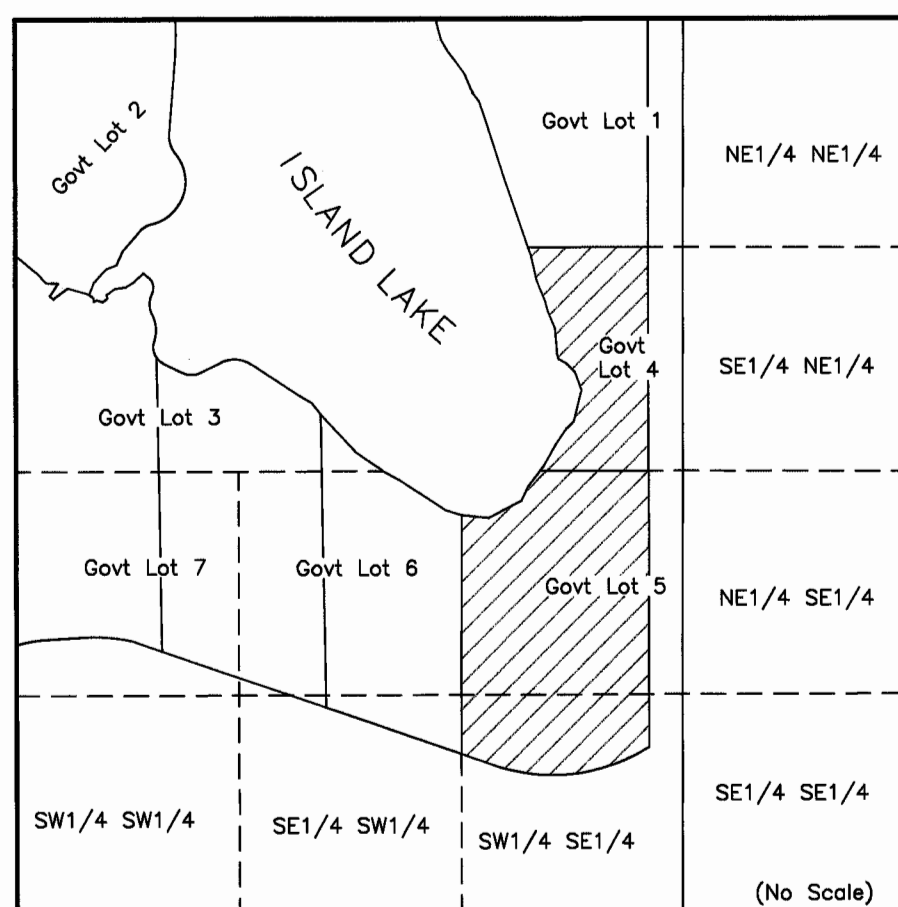 Govt Lot 1
Govt Lot 2
NE1/4 NE1/4
ISLAND LAKE
Govt
Lot 4
SE1/4 NE1/4
Govt Lot 3
Govt Lot 7
Govt Lot 6
Govt Lot 5
NE1/4 SE1/4
SW1/4 SW1/4
SE1/4 SW1/4
SW1/4 SE1/4
SE1/4 SE1/4
(No Scale)